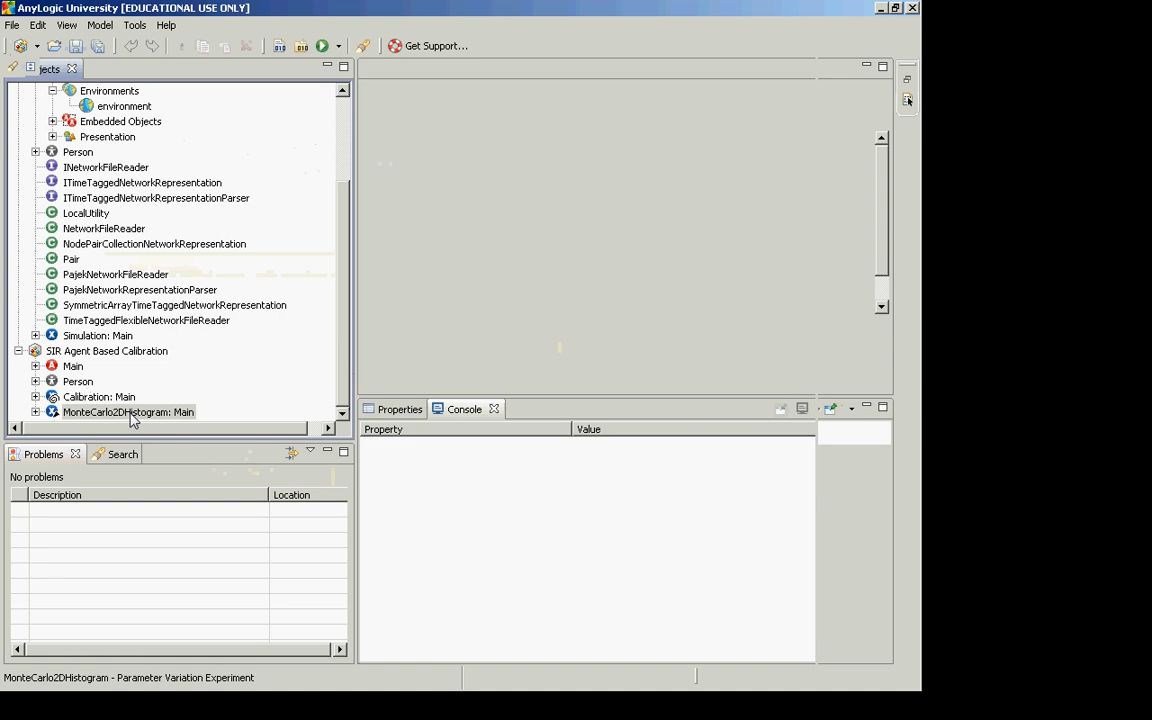 AnyLogic University [EDUCATIONAL USE ONLY]
File Edit View Model Tools Help
Get Support...
jects
Environments
environment
Embedded Objects
Presentation
Person
INetworkFileReader
ITimeTaggedNetworkRepresentation
ITimeTaggedNetworkRepresentationParser
LocalUtility
NetworkFileReader
NodePairCollectionNetworkRepresentation
Pair
PajekNetworkFileReader
PajekNetworkRepresentationParser
SymmetricArrayTimeTaggedNetworkRepresentation
TimeTaggedFlexibleNetworkFileReader
Simulation: Main
SIR Agent Based Calibration
Main
Person
Calibration: Main
MonteCarlo2DHistogram: Main
Properties Console
Property Value
Problems Search
No problems
Description Location
MonteCarlo2DHistogram - Parameter Variation Experiment